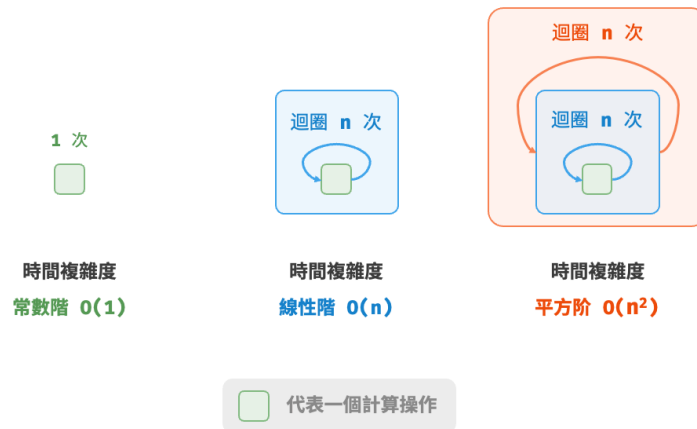 迴圈 n 次
迴圈 n 次
迴圈 n 次
1 次
時間複雜度
時間複雜度
時間複雜度
常數階 O(1)
線性階 O(n)
平方阶 O(n²)
代表一個計算操作